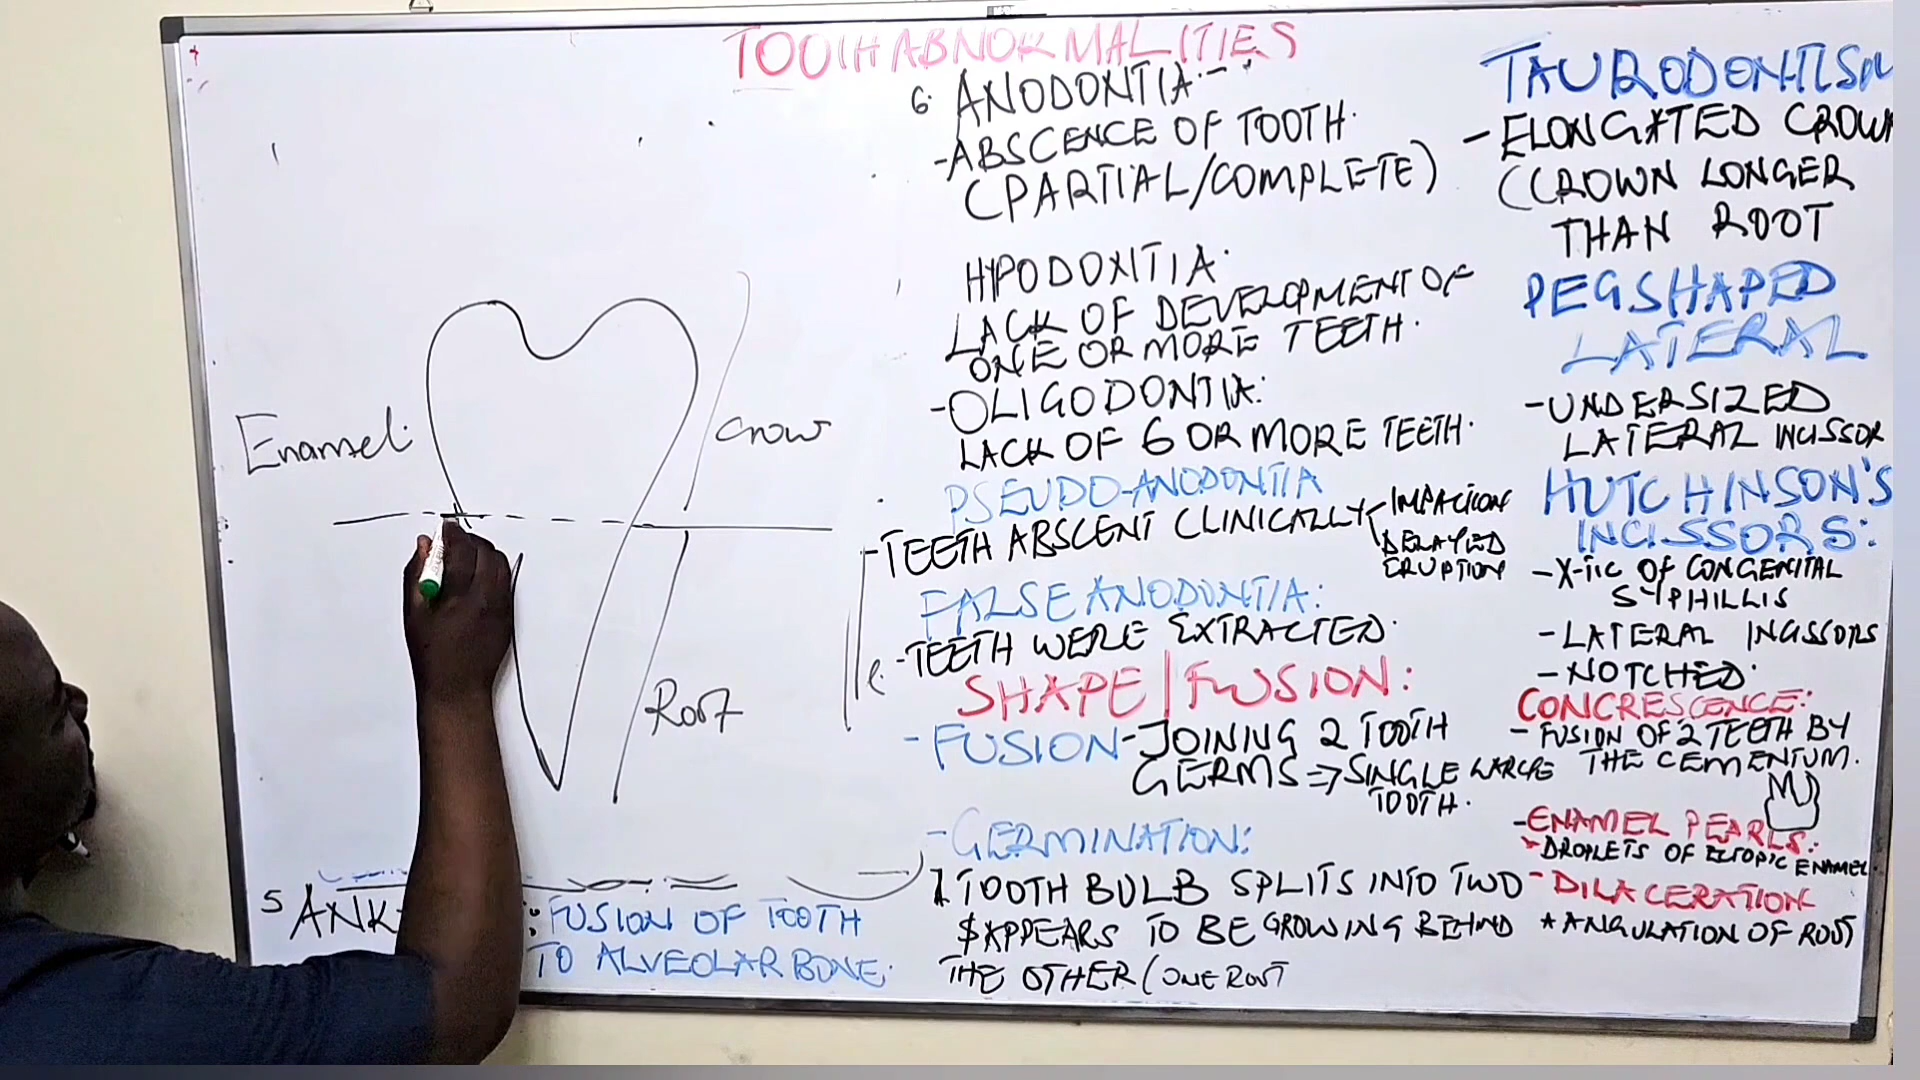 TOOTH ABNORMALITIES
Enamel
Crow
Root
5 ANK
: FUSION OF TOOTH
TO ALVEOLAR BONE.
6. ANODONTIA:-
-ABSCENCE OF TOOTH.
(PARTIAL/COMPLETE)
HYPODOXITIA.
LACK OF DEVELOPMENT OF
ONE OR MORE TEETH.
-OLIGODONTIA:
LACK OF 6 OR MORE TEETH.
PSEUDO-ANODONTIA
-TEETH ABSCENT CLINICALLY
IMPACTION
DELAYED
ERUPTION
FALSE ANODONTIA:
-TEETH WERE EXTRACTED.
SHAPE | FUSION:
-FUSION-JOINING 2 TOOTH
GERMS => SINGLE LARGE
TOOTH.
-GERMINATION:
1 TOOTH BULB SPLITS INTO TWO
$ APPEARS TO BE GROWING BEHIND
THE OTHER (ONE ROOT
TAURODONTISM
-ELONGATED CROWN
(CROWN LONGER
THAN ROOT
PEGSHAPED
LATERAL
-UNDERSIZED
LATERAL INCISSOR
HUTCHINSON'S
INCISSORS:
-X-TIC OF CONGENITAL
SYPHILLIS
-LATERAL INCISSORS
-NOTCHED.
CONCRESCENCE:
- FUSION OF 2 TEETH BY
THE CEMENTUM.
-ENAMEL PEARLS:
DROPLETS OF ECTOPIC ENAMEL.
-DILACERATION
* ANGULATION OF ROOT